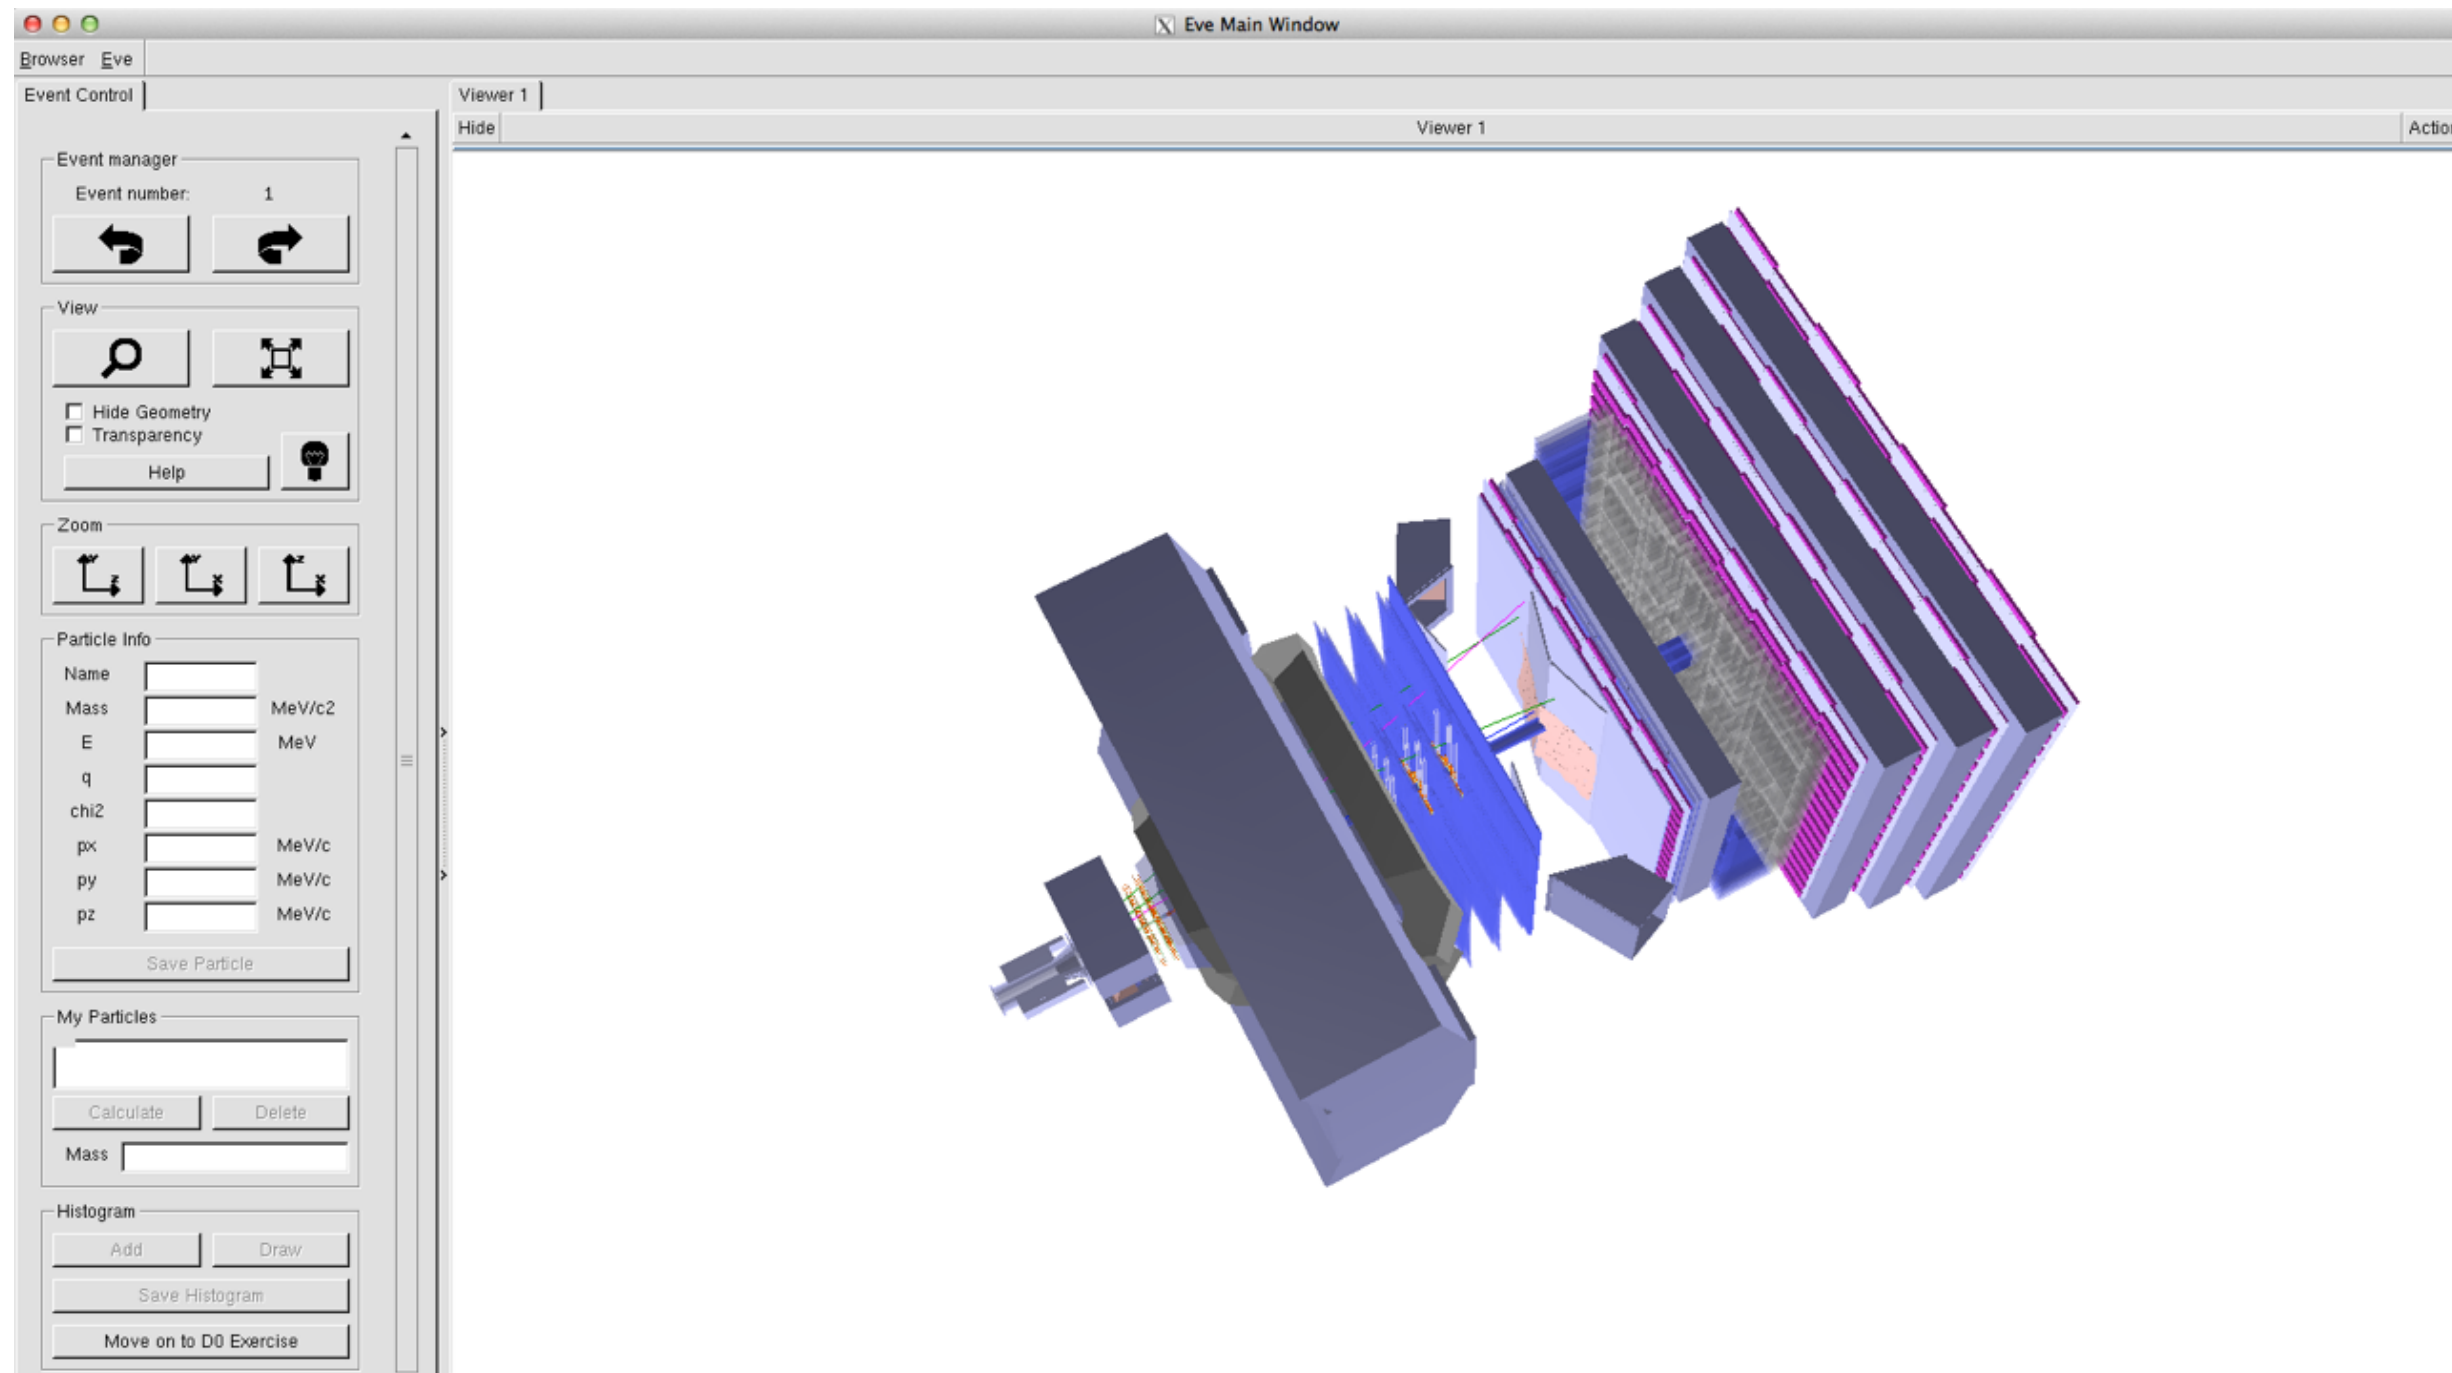 Eve Main Window
Browser Eve
Event Control
Viewer 1
Hide Viewer 1 Actio
Event manager
Event number: 1
View
Hide Geometry
Transparency
Help
Zoom
Y Z
Y X
Z X
Particle Info
Name
Mass MeV/c2
E MeV
q
chi2
px MeV/c
py MeV/c
pz MeV/c
Save Particle
My Particles
Calculate Delete
Mass
Histogram
Add Draw
Save Histogram
Move on to D0 Exercise